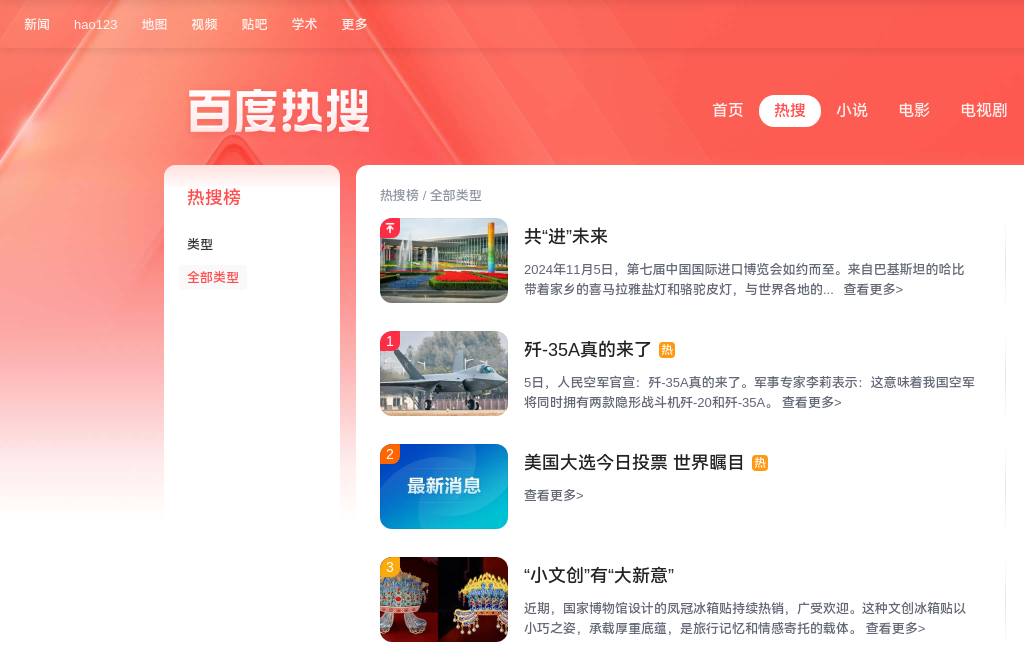 新闻 hao123 地图 视频 贴吧 学术 更多
百度热搜
首页 热搜 小说 电影 电视剧
热搜榜
类型
全部类型
热搜榜 / 全部类型
共“进”未来
2024年11月5日，第七届中国国际进口博览会如约而至。来自巴基斯坦的哈比
带着家乡的喜马拉雅盐灯和骆驼皮灯，与世界各地的... 查看更多>
1
歼-35A真的来了 热
5日，人民空军官宣：歼-35A真的来了。军事专家李莉表示：这意味着我国空军
将同时拥有两款隐形战斗机歼-20和歼-35A。 查看更多>
2
最新消息
美国大选今日投票 世界瞩目 热
查看更多>
3
“小文创”有“大新意”
近期，国家博物馆设计的凤冠冰箱贴持续热销，广受欢迎。这种文创冰箱贴以
小巧之姿，承载厚重底蕴，是旅行记忆和情感寄托的载体。 查看更多>